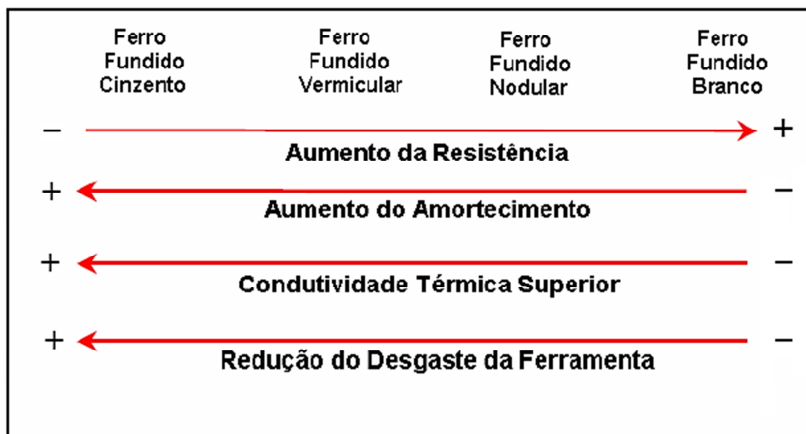 Ferro Fundido Cinzento
Ferro Fundido Vermicular
Ferro Fundido Nodular
Ferro Fundido Branco
– +
Aumento da Resistência
+ –
Aumento do Amortecimento
+ –
Condutividade Térmica Superior
+ –
Redução do Desgaste da Ferramenta